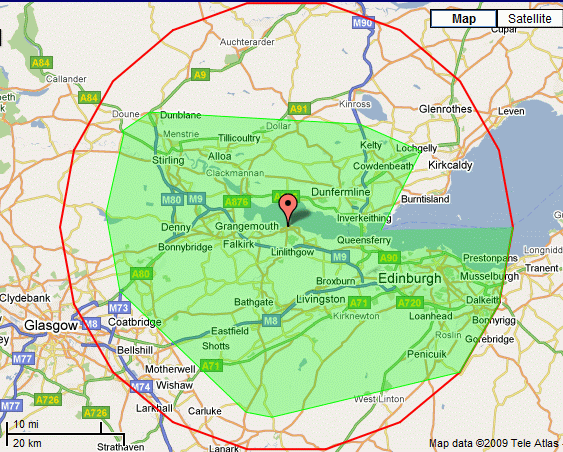 Map
Satellite
M90
Cupar
Auchterarder
A84
A9
Callander
A84
Kinross
A91
Glenrothes
Leven
Doune
Dunblane
Dollar
Menstrie
Tillicoultry
Kelty
Lochgelly
Stirling
Alloa
Cowdenbeath
Kirkcaldy
Clackmannan
Dunfermline
M80
M9
A876
Burntisland
Inverkeithing
Denny
Grangemouth
Queensferry
Bonnybridge
Falkirk
Linlithgow
M9
A90
Longniddry
Prestonpans
A80
Broxburn
Edinburgh
Musselburgh
Tranent
Clydebank
M73
Bathgate
Livingston
A71
A720
Dalkeith
Glasgow
M8
Coatbridge
Kirknewton
Loanhead
Bonnyrigg
M8
Eastfield
Roslin
Gorebridge
M77
Bellshill
Shotts
Penicuik
A71
Motherwell
M74
Wishaw
M77
A726
A726
Larkhall
Carluke
West Linton
10 mi
20 km
Strathaven
Lanark
Map data ©2009 Tele Atlas -